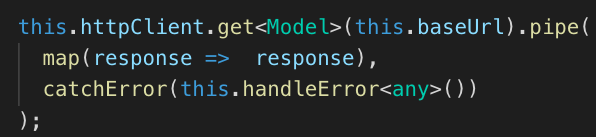 this.httpClient.get<Model>(this.baseUrl).pipe(
  map(response =>  response),
  catchError(this.handleError<any>())
);